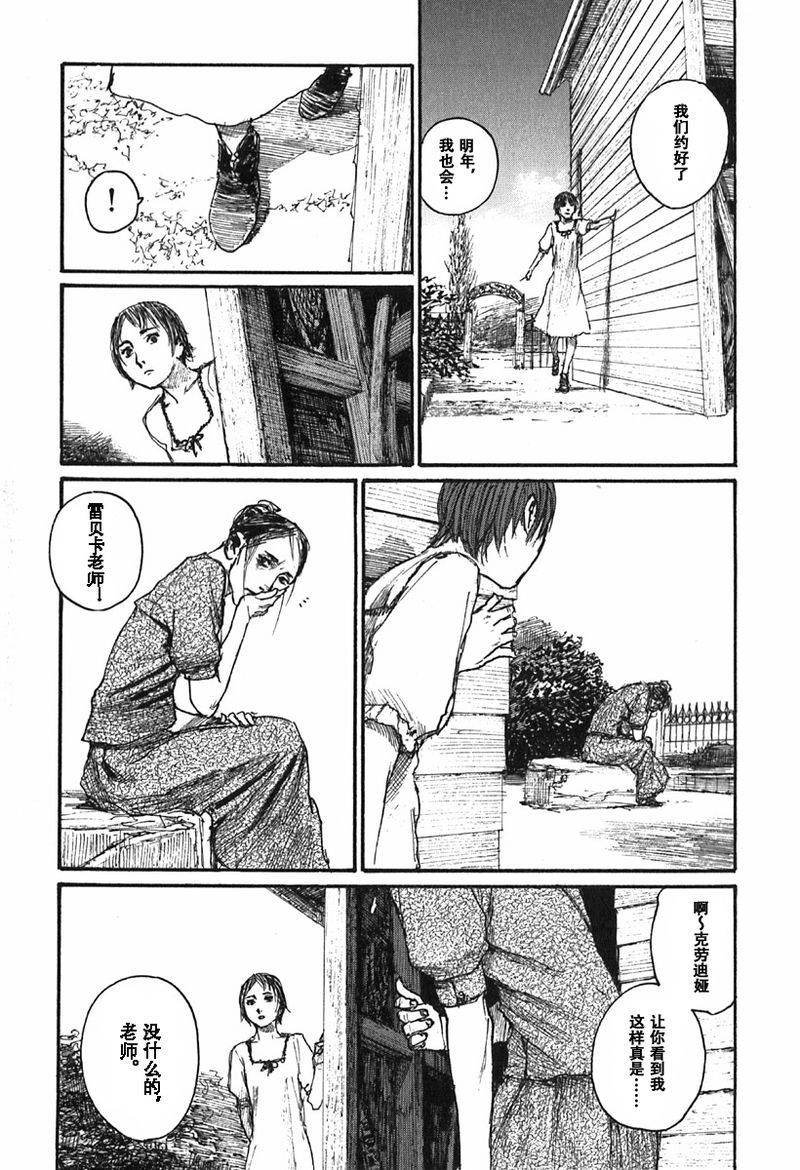 我们约好了
明年,
我也会…
！
雷贝卡老师—
啊～克劳迪娅
让你看到我
这样真是……
没什么的,
老师。